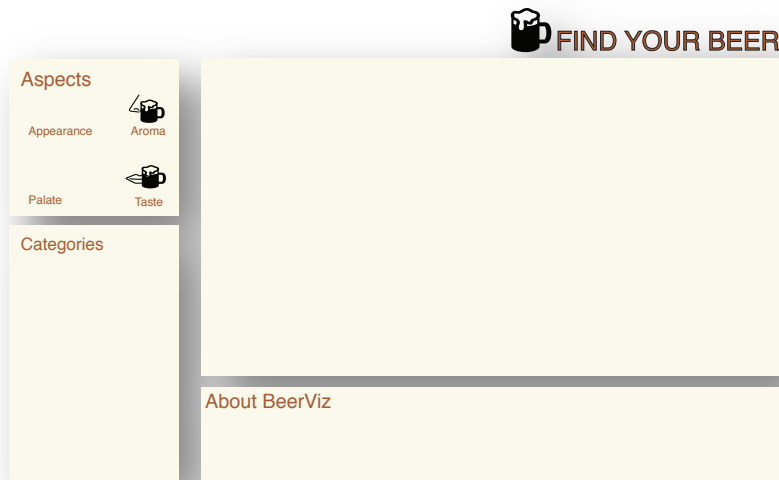 FIND YOUR BEER
Aspects
Appearance
Aroma
Palate
Taste
Categories
About BeerViz